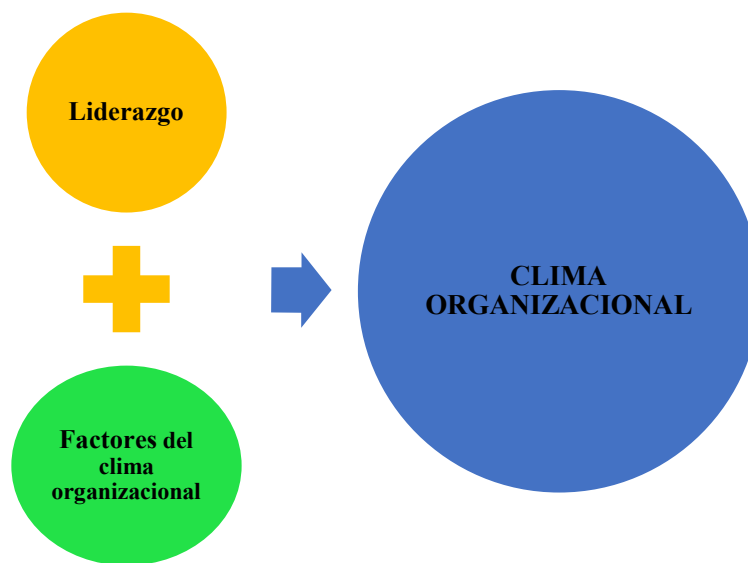 Liderazgo
Factores del
clima
organizacional
CLIMA
ORGANIZACIONAL